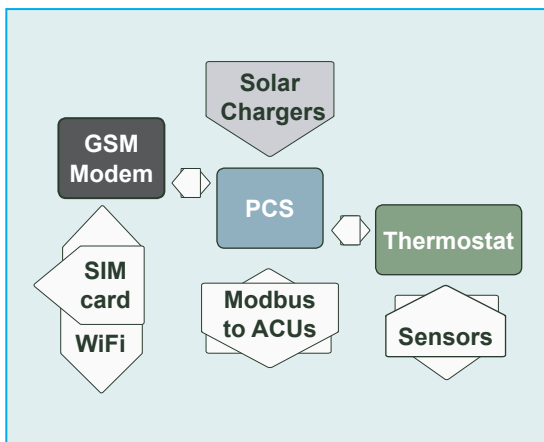 Solar
Chargers
GSM
Modem
PCS
Thermostat
SIM
card
WiFi
Modbus
to ACUs
Sensors